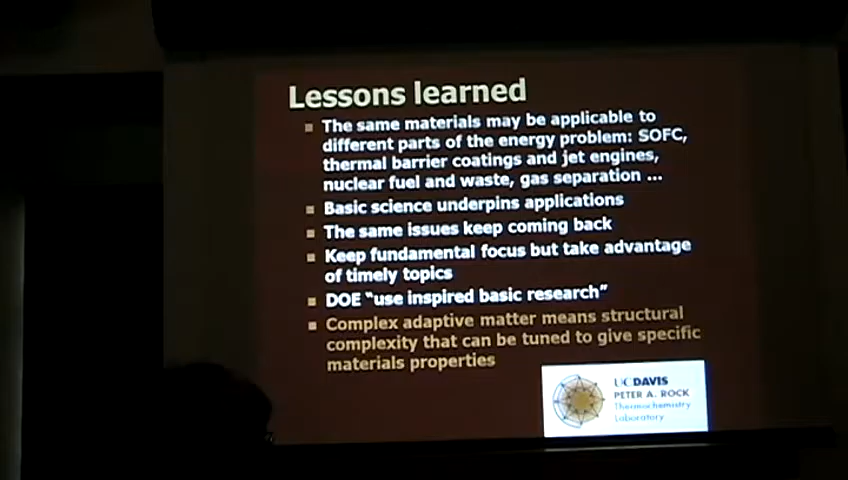 Lessons learned
The same materials may be applicable to
different parts of the energy problem: SOFC,
thermal barrier coatings and jet engines,
nuclear fuel and waste, gas separation ...
Basic science underpins applications
The same issues keep coming back
Keep fundamental focus but take advantage
of timely topics
DOE "use inspired basic research"
Complex adaptive matter means structural
complexity that can be tuned to give specific
materials properties
UCDAVIS
PETER A. ROCK
Thermochemistry
Laboratory